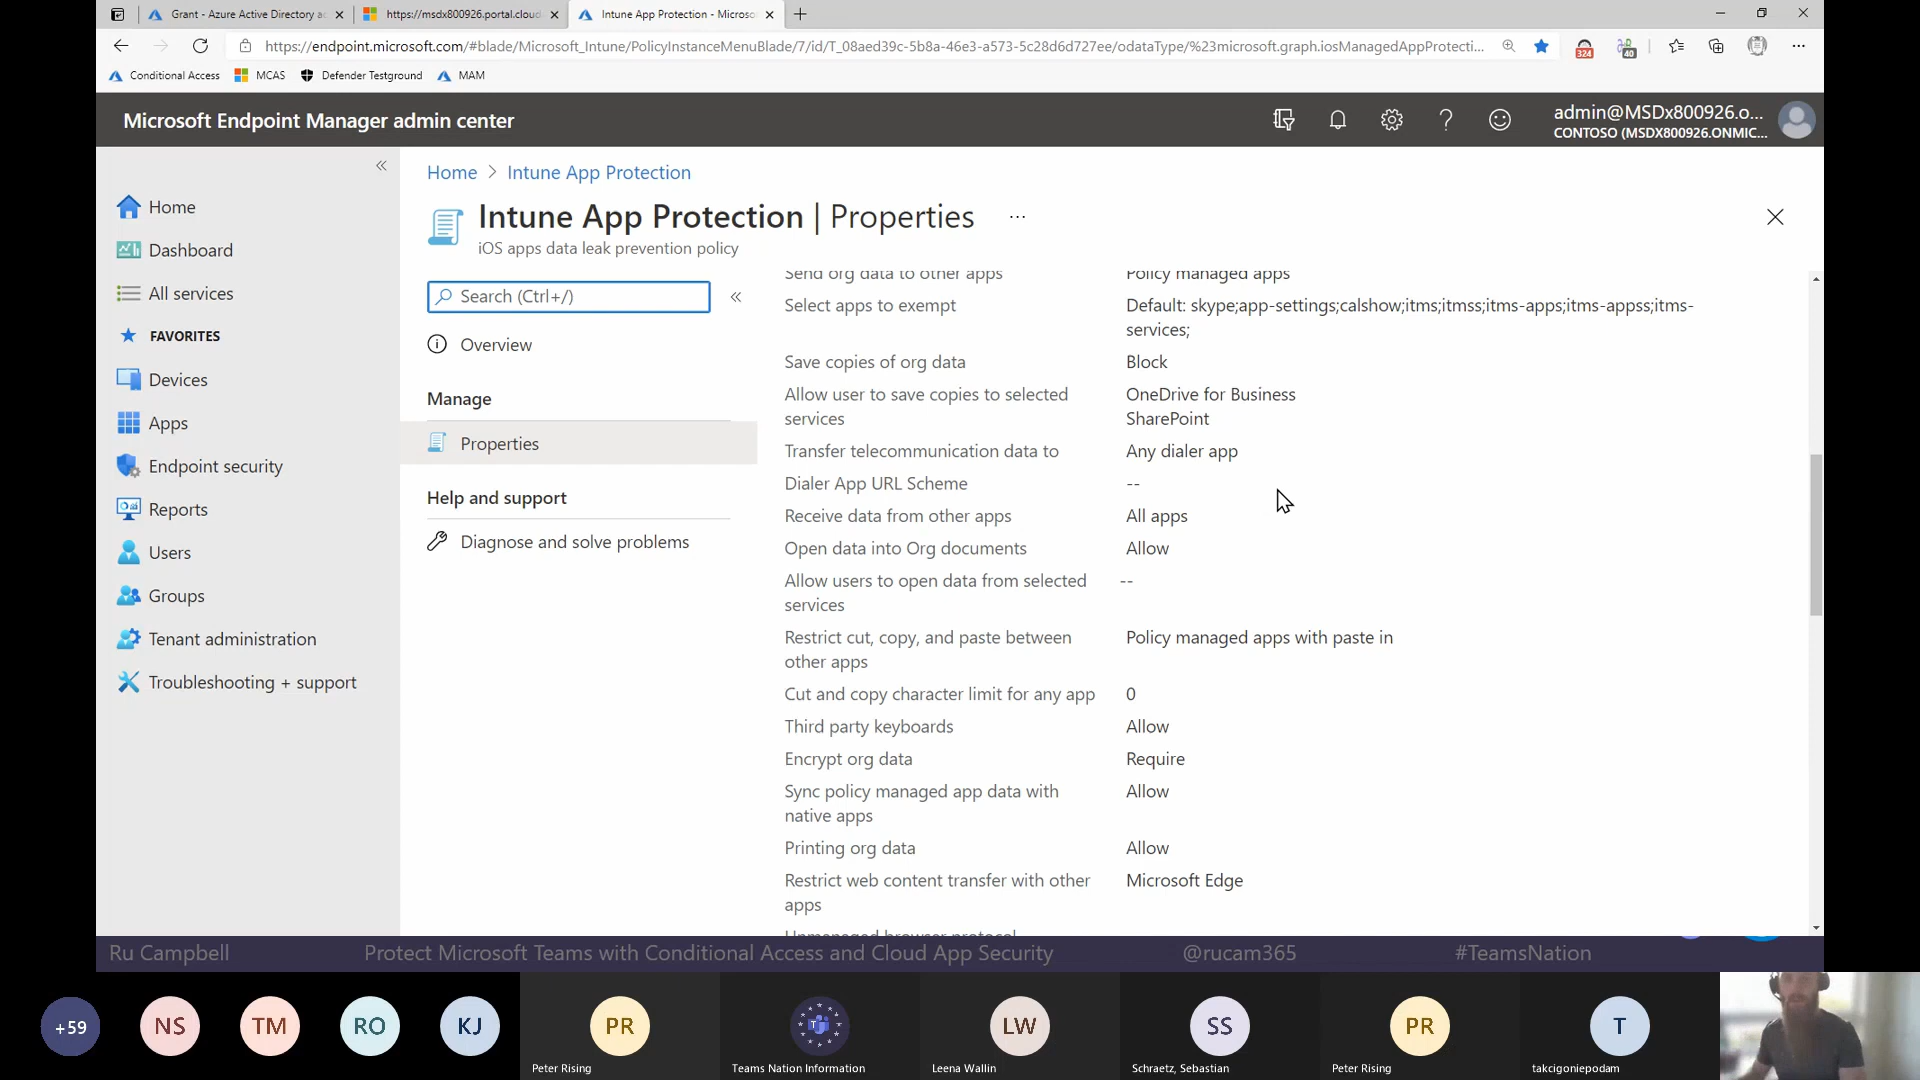 Grant - Azure Active Directory ac
https://msdx800926.portal.cloud
Intune App Protection - Microso
https://endpoint.microsoft.com/#blade/Microsoft_Intune/PolicyInstanceMenuBlade/7/id/T_08aed39c-5b8a-46e3-a573-5c28d6d727ee/odataType/%23microsoft.graph.iosManagedAppProtecti...
324
40
Conditional Access
MCAS
Defender Testground
MAM
Microsoft Endpoint Manager admin center
admin@MSDx800926.o...
CONTOSO (MSDX800926.ONMIC...
Home
Dashboard
All services
FAVORITES
Devices
Apps
Endpoint security
Reports
Users
Groups
Tenant administration
Troubleshooting + support
Home > Intune App Protection
Intune App Protection | Properties ...
iOS apps data leak prevention policy
Search (Ctrl+/)
Overview
Manage
Properties
Help and support
Diagnose and solve problems
Send org data to other apps Policy managed apps
Select apps to exempt Default: skype;app-settings;calshow;itms;itmss;itms-apps;itms-appss;itms-
services;
Save copies of org data Block
Allow user to save copies to selected OneDrive for Business
services SharePoint
Transfer telecommunication data to Any dialer app
Dialer App URL Scheme --
Receive data from other apps All apps
Open data into Org documents Allow
Allow users to open data from selected --
services
Restrict cut, copy, and paste between Policy managed apps with paste in
other apps
Cut and copy character limit for any app 0
Third party keyboards Allow
Encrypt org data Require
Sync policy managed app data with Allow
native apps
Printing org data Allow
Restrict web content transfer with other Microsoft Edge
apps
Unmanaged browser protocol
Ru Campbell Protect Microsoft Teams with Conditional Access and Cloud App Security @rucam365 #TeamsNation
+59
NS
TM
RO
KJ
PR
Peter Rising
Teams Nation Information
LW
Leena Wallin
SS
Schraetz, Sebastian
PR
Peter Rising
T
takcigoniepodam